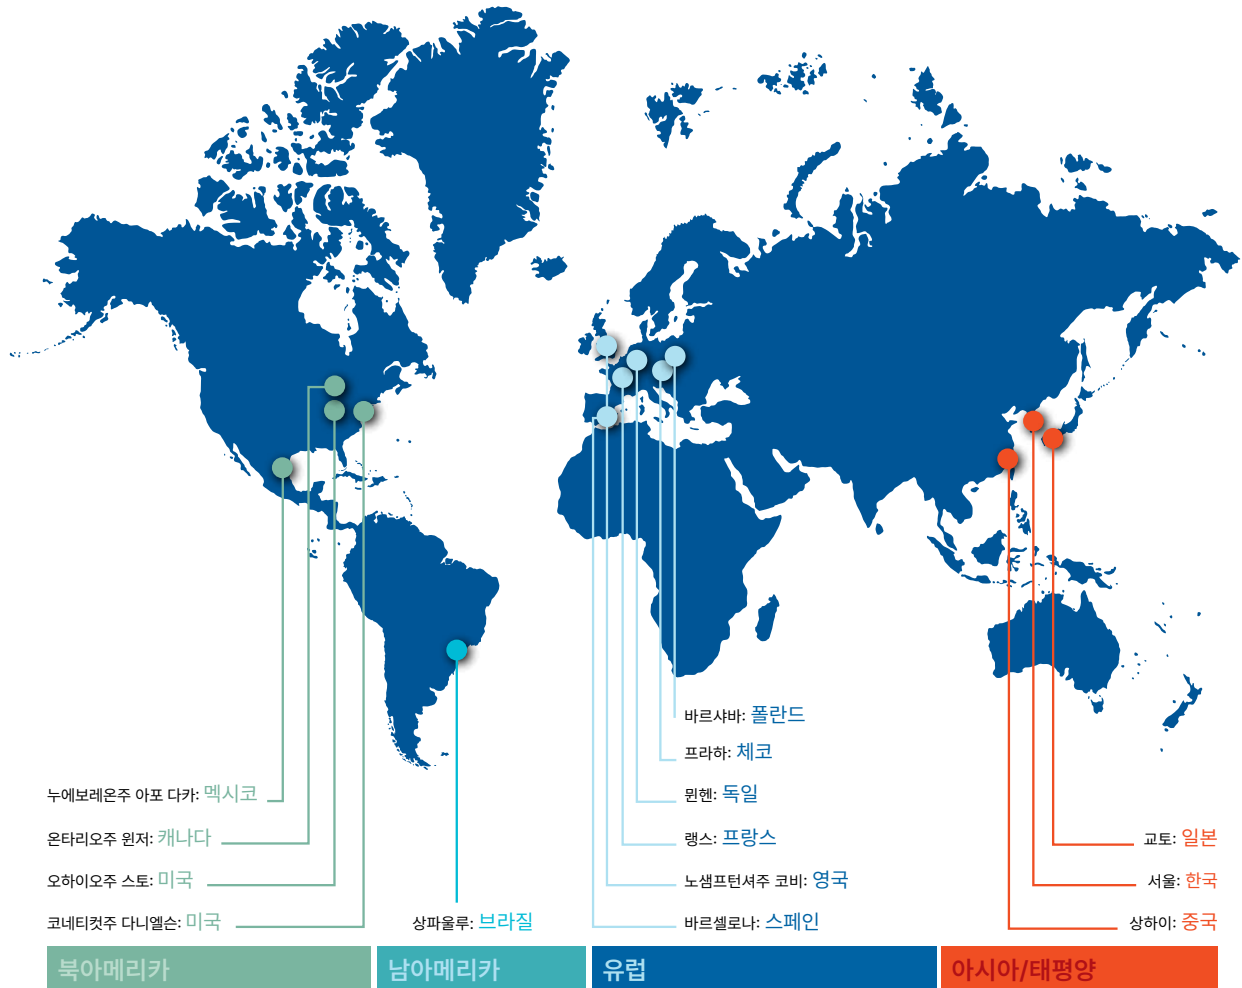 바르샤바: 폴란드
프라하: 체코
누에보레온주 아포 다카: 멕시코
뮌헨: 독일
온타리오주 윈저: 캐나다
랭스: 프랑스
교토: 일본
오하이오주 스토: 미국
노샘프턴셔주 코비: 영국
서울: 한국
코네티컷주 다니엘슨: 미국
상파울루: 브라질
바르셀로나: 스페인
상하이: 중국
북아메리카
남아메리카
유럽
아시아/태평양